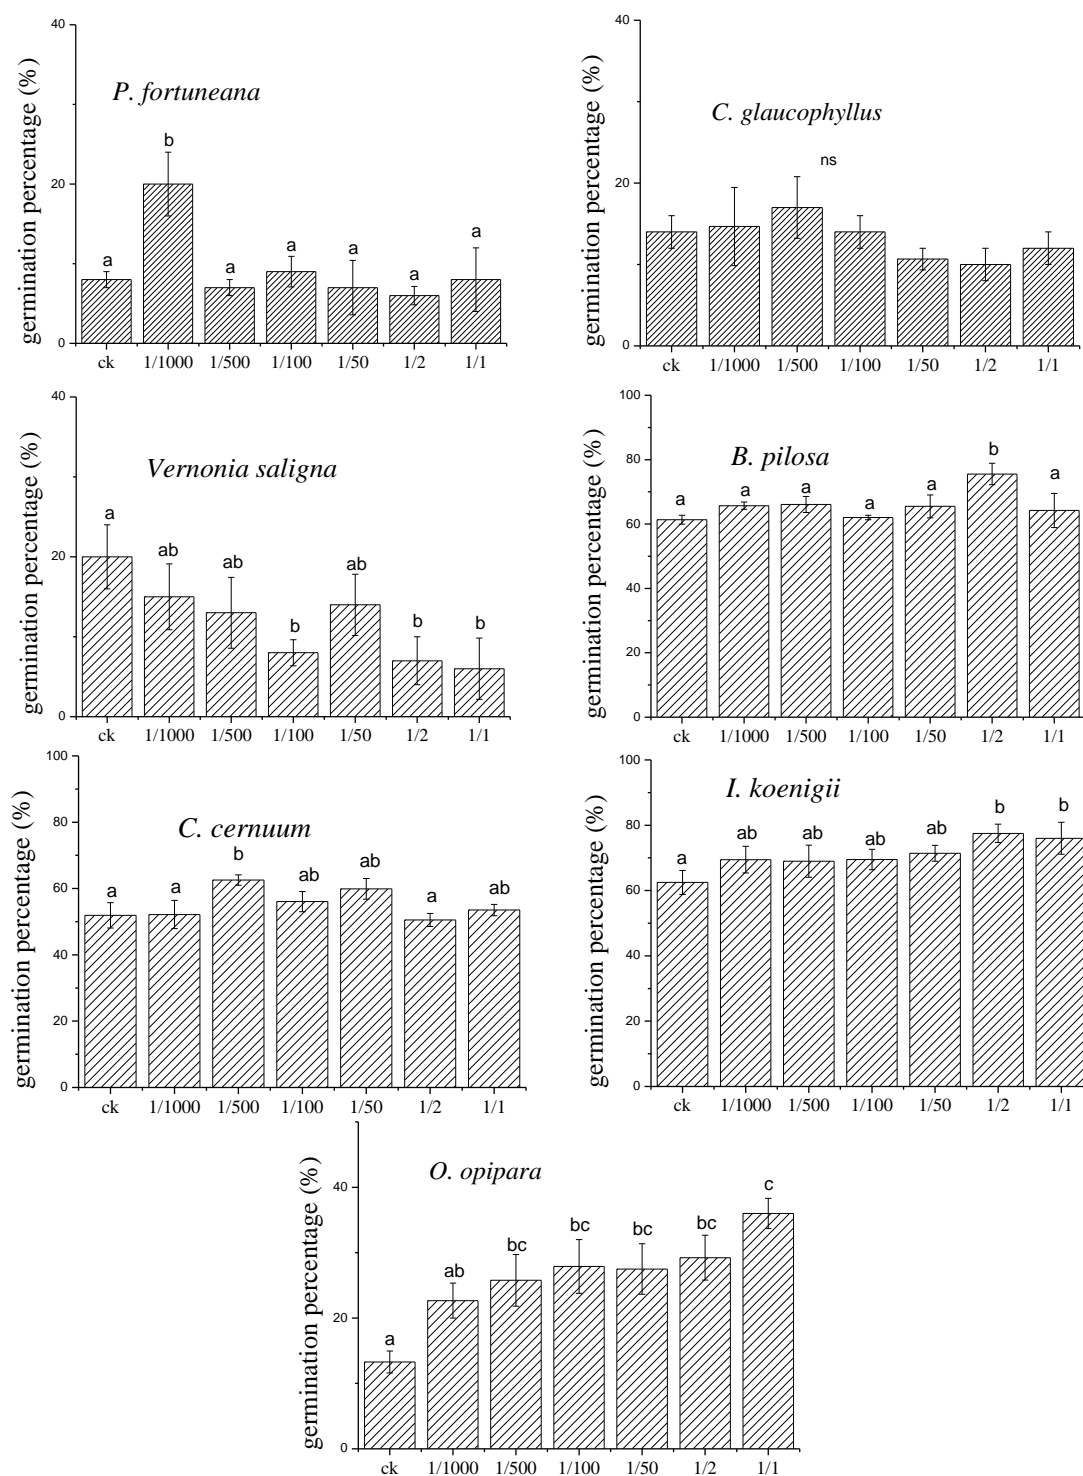 germination percentage (%)
40
20
0
P. fortuneana
a b a a a a a
ck 1/1000 1/500 1/100 1/50 1/2 1/1
germination percentage (%)
40
20
0
C. glaucophyllus
ns
ck 1/1000 1/500 1/100 1/50 1/2 1/1
germination percentage (%)
40
20
0
Vernonia saligna
a ab ab b ab b b
ck 1/1000 1/500 1/100 1/50 1/2 1/1
germination percentage (%)
100
80
60
40
20
0
B. pilosa
a a a a a b a
ck 1/1000 1/500 1/100 1/50 1/2 1/1
germination percentage (%)
100
80
60
40
20
0
C. cernuum
a a b ab ab a ab
ck 1/1000 1/500 1/100 1/50 1/2 1/1
germination percentage (%)
100
80
60
40
20
0
I. koenigii
a ab ab ab ab b b
ck 1/1000 1/500 1/100 1/50 1/2 1/1
germination percentage (%)
40
20
0
O. opipara
a ab bc bc bc bc c
ck 1/1000 1/500 1/100 1/50 1/2 1/1